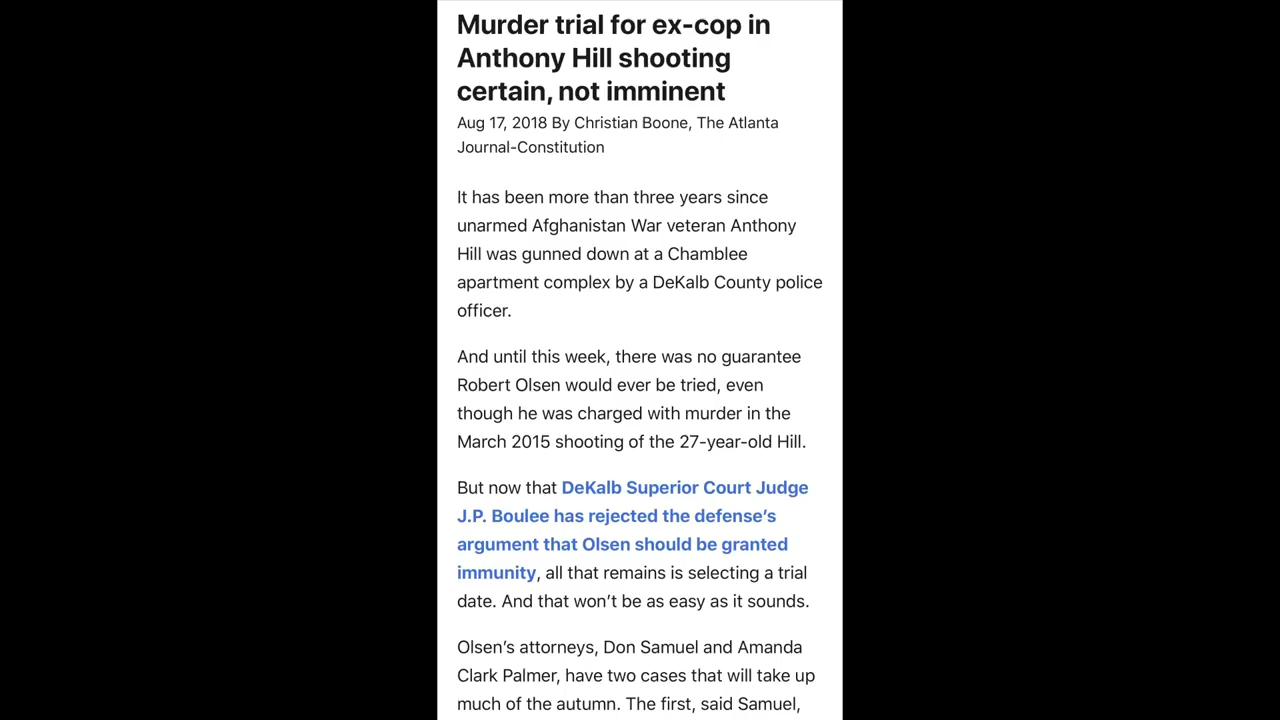 Murder trial for ex-cop in
Anthony Hill shooting
certain, not imminent
Aug 17, 2018 By Christian Boone, The Atlanta
Journal-Constitution
It has been more than three years since
unarmed Afghanistan War veteran Anthony
Hill was gunned down at a Chamblee
apartment complex by a DeKalb County police
officer.
And until this week, there was no guarantee
Robert Olsen would ever be tried, even
though he was charged with murder in the
March 2015 shooting of the 27-year-old Hill.
But now that DeKalb Superior Court Judge
J.P. Boulee has rejected the defense’s
argument that Olsen should be granted
immunity, all that remains is selecting a trial
date. And that won’t be as easy as it sounds.
Olsen’s attorneys, Don Samuel and Amanda
Clark Palmer, have two cases that will take up
much of the autumn. The first, said Samuel,